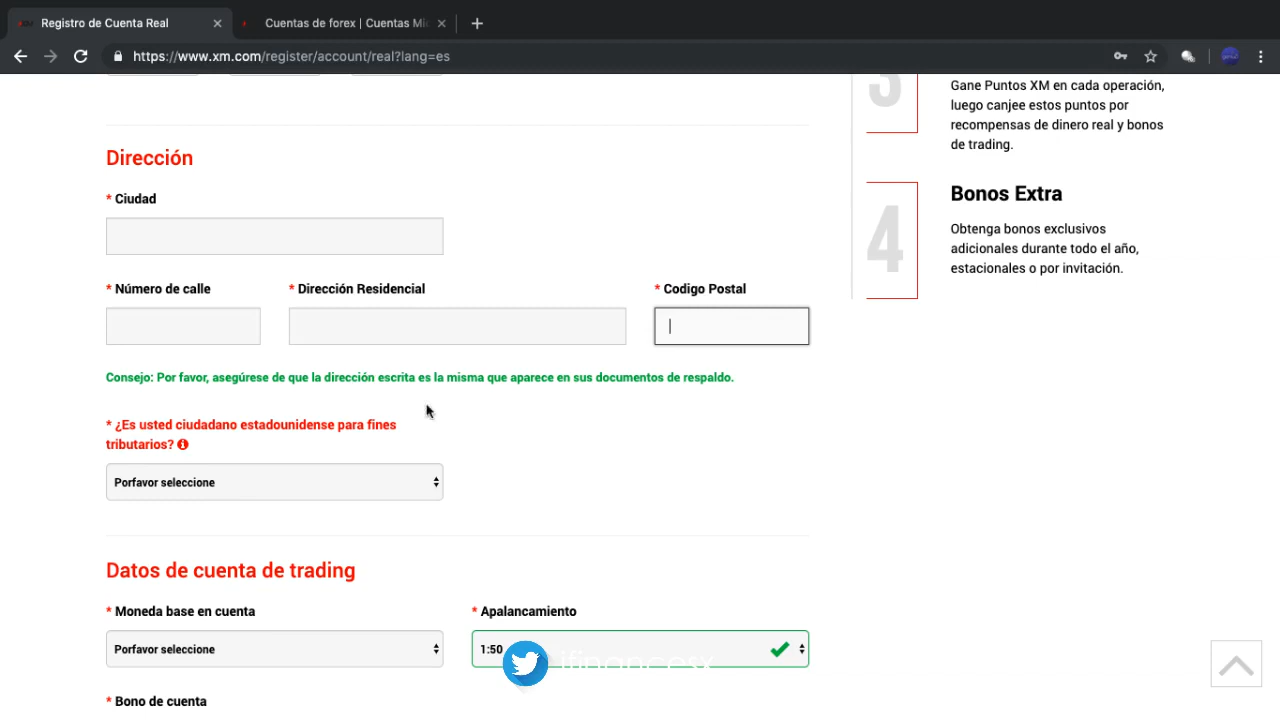 Registro de Cuenta Real
Cuentas de forex | Cuentas Mi
https://www.xm.com/register/account/real?lang=es
3
Gane Puntos XM en cada operación,
luego canjee estos puntos por
recompensas de dinero real y bonos
de trading.
Dirección
* Ciudad
4
Bonos Extra
Obtenga bonos exclusivos
adicionales durante todo el año,
estacionales o por invitación.
* Número de calle
* Dirección Residencial
* Codigo Postal
Consejo: Por favor, asegúrese de que la dirección escrita es la misma que aparece en sus documentos de respaldo.
* ¿Es usted ciudadano estadounidense para fines
tributarios?
Porfavor seleccione
Datos de cuenta de trading
* Moneda base en cuenta
* Apalancamiento
Porfavor seleccione
1:50
ifinancesx
* Bono de cuenta